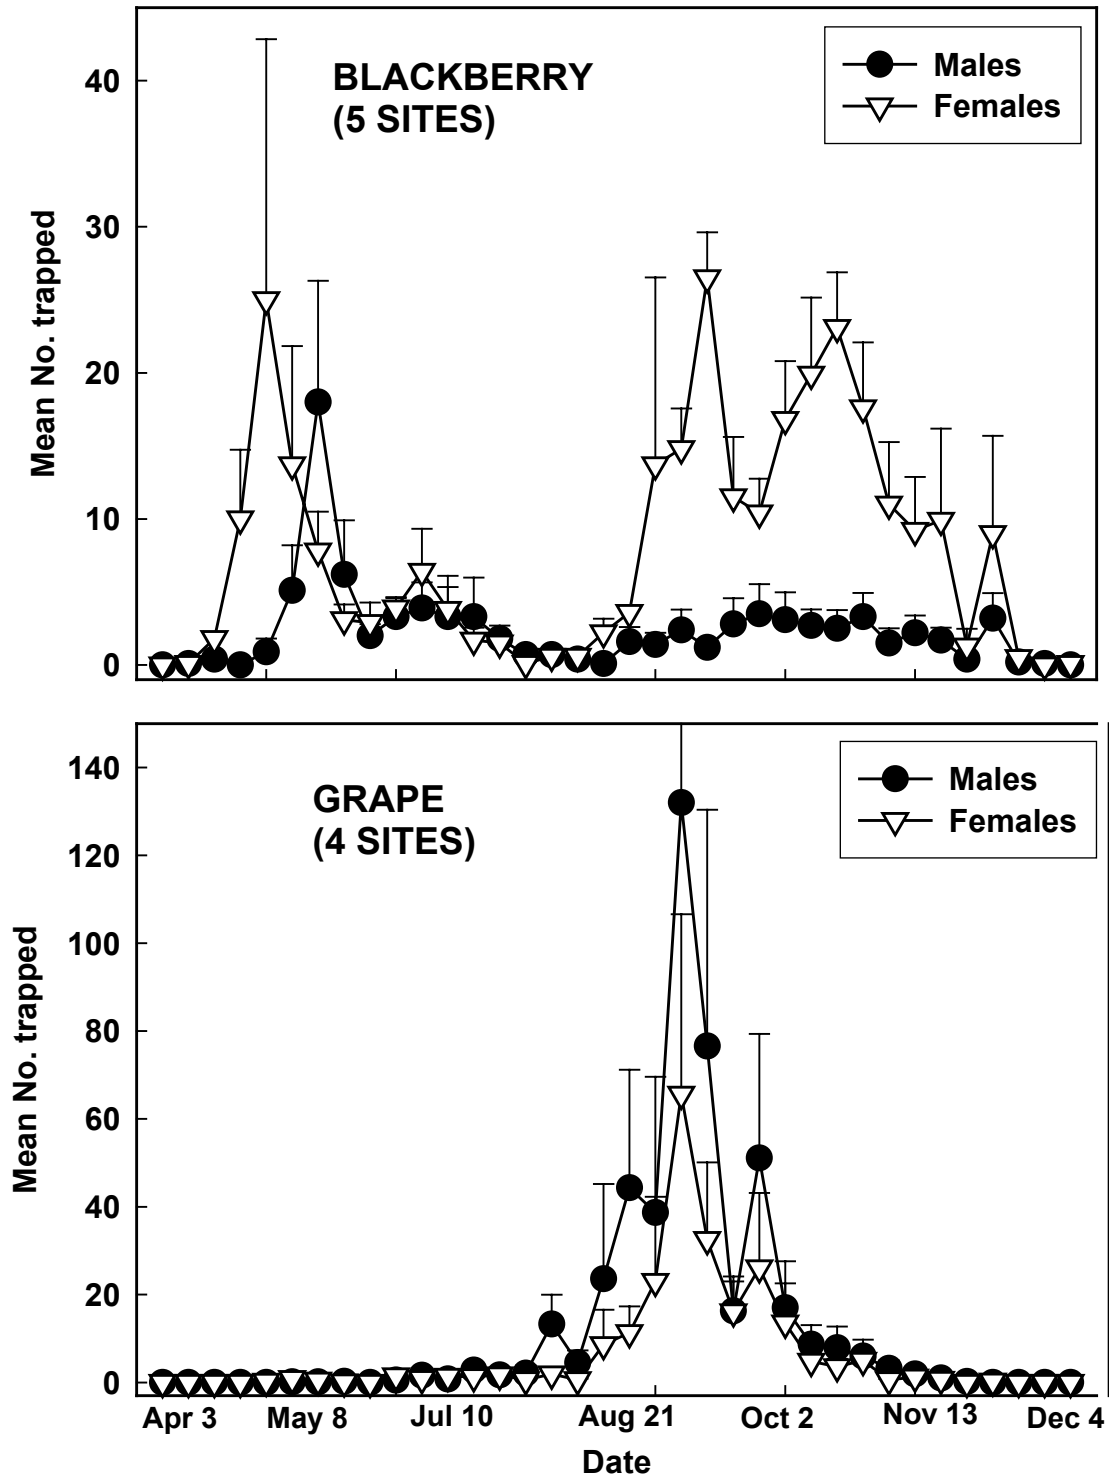 BLACKBERRY
(5 SITES)
Males
Females
Mean No. trapped
40
30
20
10
0
GRAPE
(4 SITES)
Males
Females
Mean No. trapped
140
120
100
80
60
40
20
0
Apr 3 May 8 Jul 10 Aug 21 Oct 2 Nov 13 Dec 4
Date